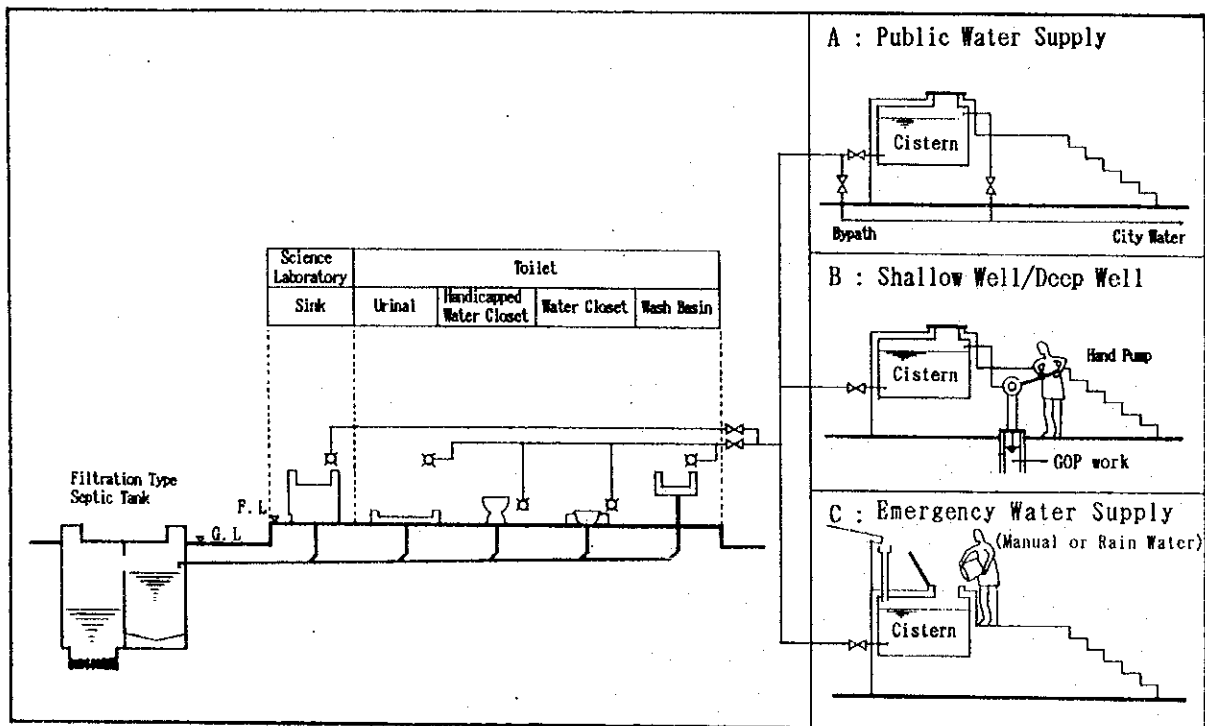 A : Public Water Supply
Cistern
Bypath
City Water
Science
Laboratory
Toilet
Sink
Urinal
Handicapped
Water Closet
Water Closet
Wash Basin
B : Shallow Well/Deep Well
Cistern
Hand Pump
GOP work
Filtration Type
Septic Tank
F. L
G. L
C : Emergency Water Supply
(Manual or Rain Water)
Cistern